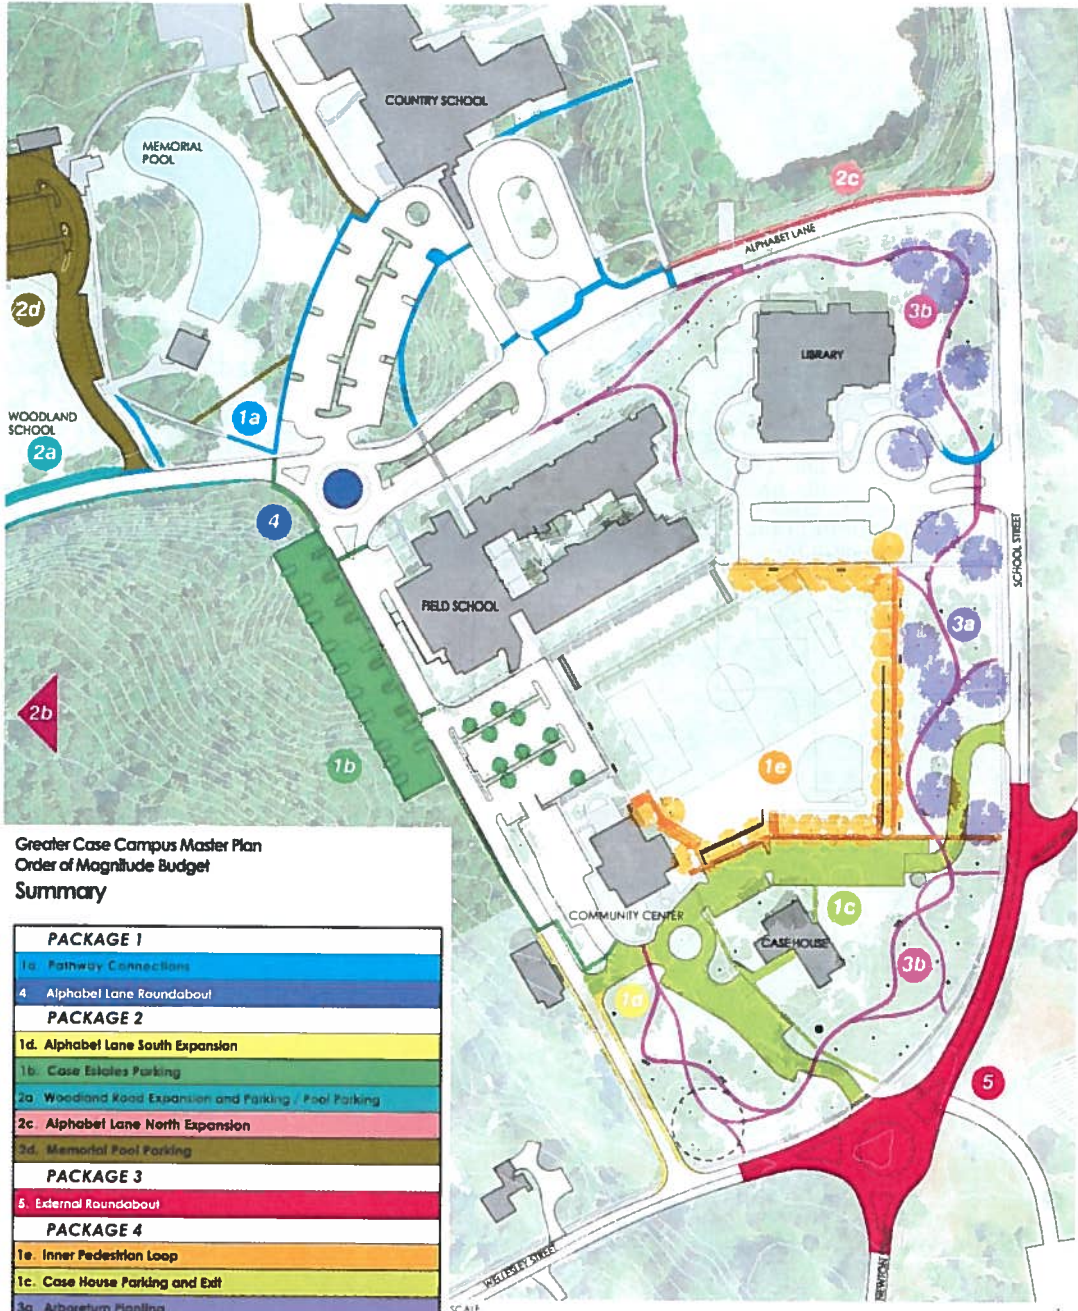 COUNTRY SCHOOL
MEMORIAL
POOL
2c
ALPHABET LANE
2d
3b
LIBRARY
WOODLAND
SCHOOL
1a
2a
4
SCHOOL STREET
FIELD SCHOOL
3a
2b
1b
1e
Greater Case Campus Master Plan
Order of Magnitude Budget
Summary
1c
COMMUNITY CENTER
CASE HOUSE
3b
1d
5
PACKAGE 1
1a. Pathway Connections
4 Alphabet Lane Roundabout
PACKAGE 2
1d. Alphabet Lane South Expansion
1b. Case Estates Parking
2a. Woodland Road Expansion and Parking / Pool Parking
2c. Alphabet Lane North Expansion
2d. Memorial Pool Parking
PACKAGE 3
5. External Roundabout
PACKAGE 4
1e. Inner Pedestrian Loop
1c. Case House Parking and Exit
3a. Arboretum Planting
WELLESLEY STREET
NEWTON
SCALE